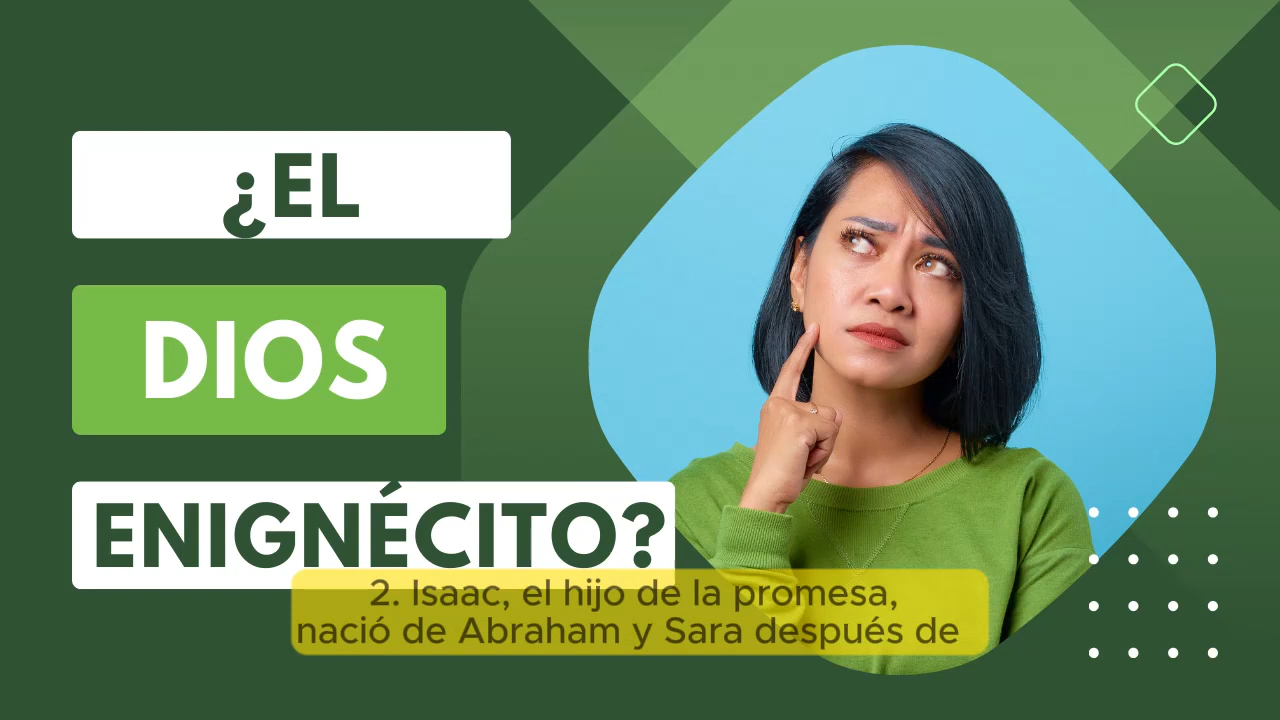 ¿EL
DIOS
ENIGNÉCITO?
2. Isaac, el hijo de la promesa,
nació de Abraham y Sara después de